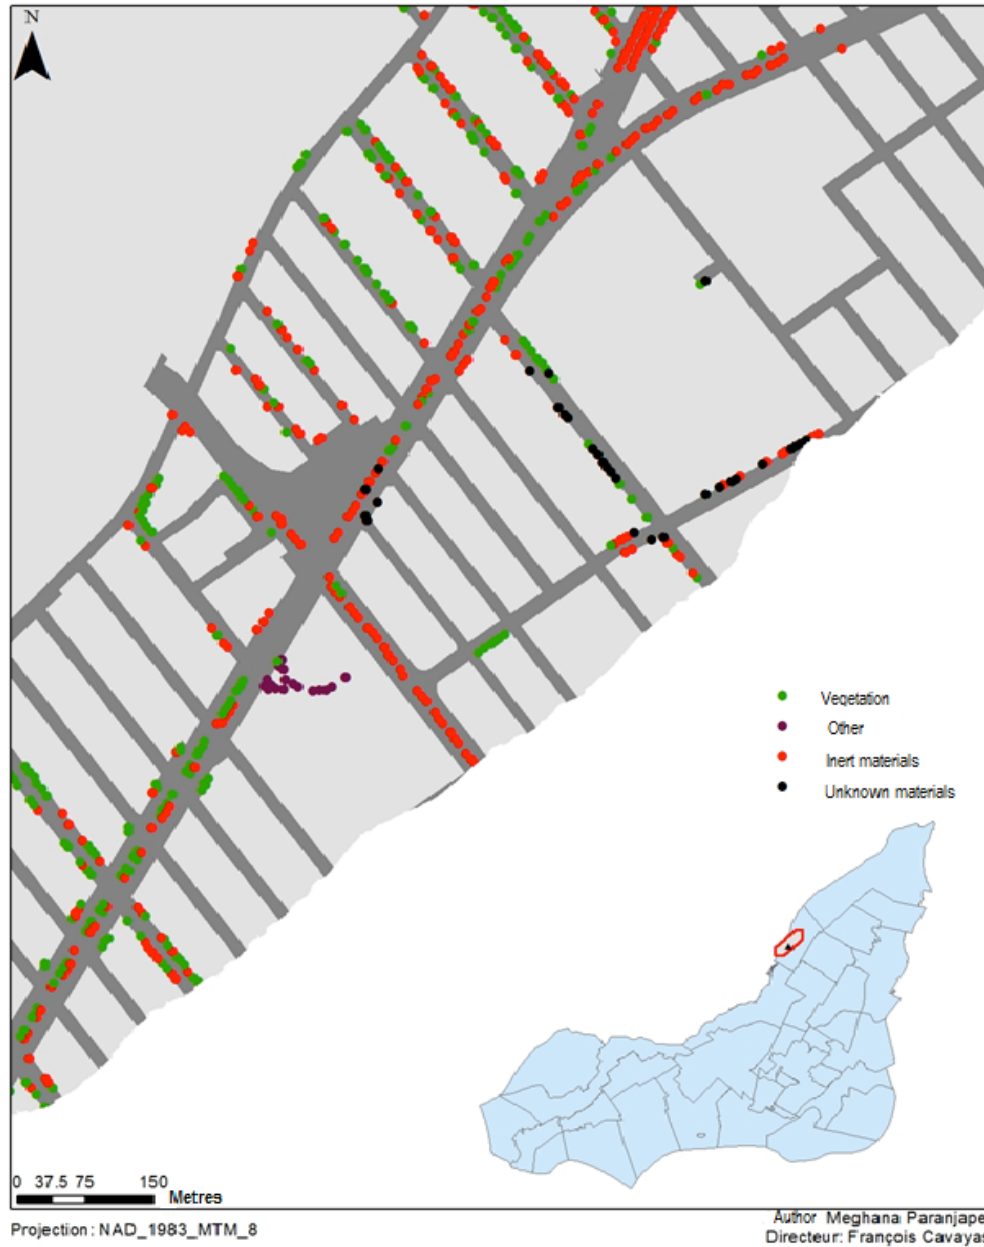 N
Vegetation
Other
Inert materials
Unknown materials
0 37.5 75 150
Metres
Projection: NAD_1983_MTM_8
Author Meghana Paranjape
Directeur: François Cavayas